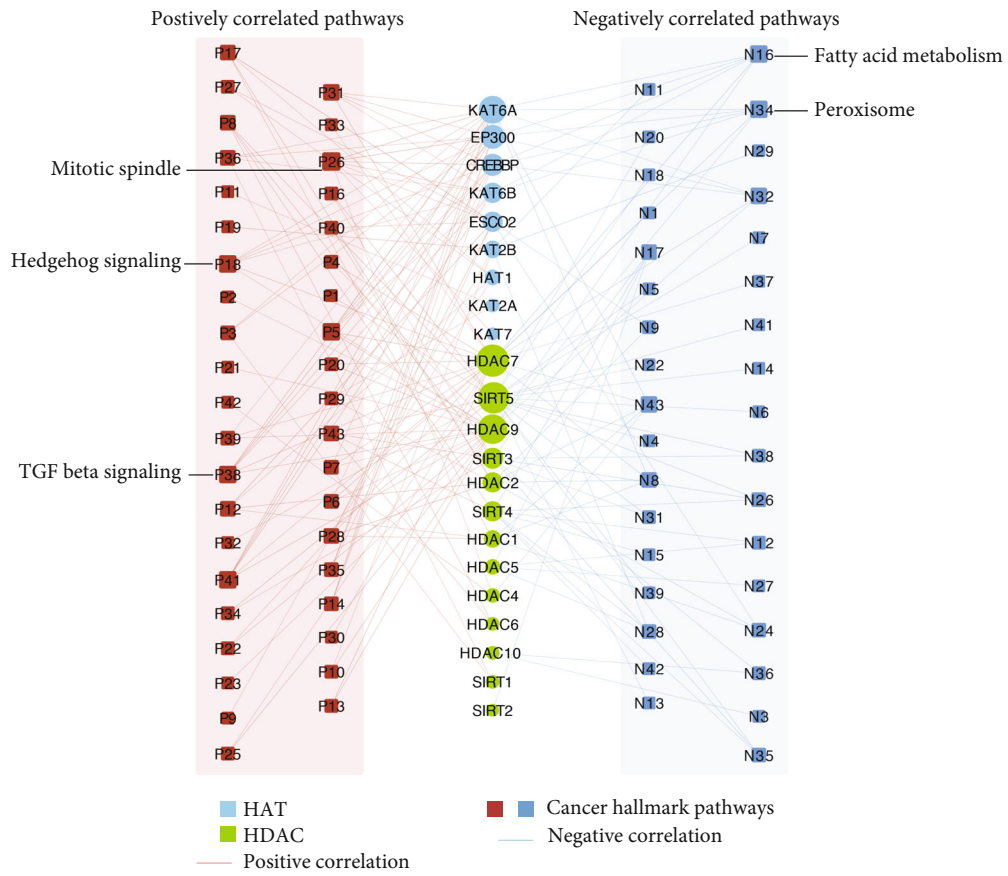 Postively correlated pathways
Negatively correlated pathways
P17
P27
P8
P36
P11
P19
P18
P2
P3
P21
P42
P39
P38
P12
P32
P41
P34
P22
P23
P9
P25
Mitotic spindle
Hedgehog signaling
TGF beta signaling
P31
P33
P26
P16
P40
P4
P1
P5
P20
P29
P43
P7
P6
P28
P35
P14
P30
P10
P13
KAT6A
EP300
CREBBP
KAT6B
ESCO2
KAT2B
HAT1
KAT2A
KAT7
HDAC7
SIRT5
HDAC9
SIRT3
HDAC2
SIRT4
HDAC1
HDAC5
HDAC4
HDAC6
HDAC10
SIRT1
SIRT2
N11
N20
N18
N1
N17
N5
N9
N22
N43
N4
N8
N31
N15
N39
N28
N42
N13
N16
N34
N29
N32
N7
N37
N41
N14
N6
N38
N26
N12
N27
N24
N36
N3
N35
Fatty acid metabolism
Peroxisome
HAT
HDAC
Positive correlation
Cancer hallmark pathways
Negative correlation